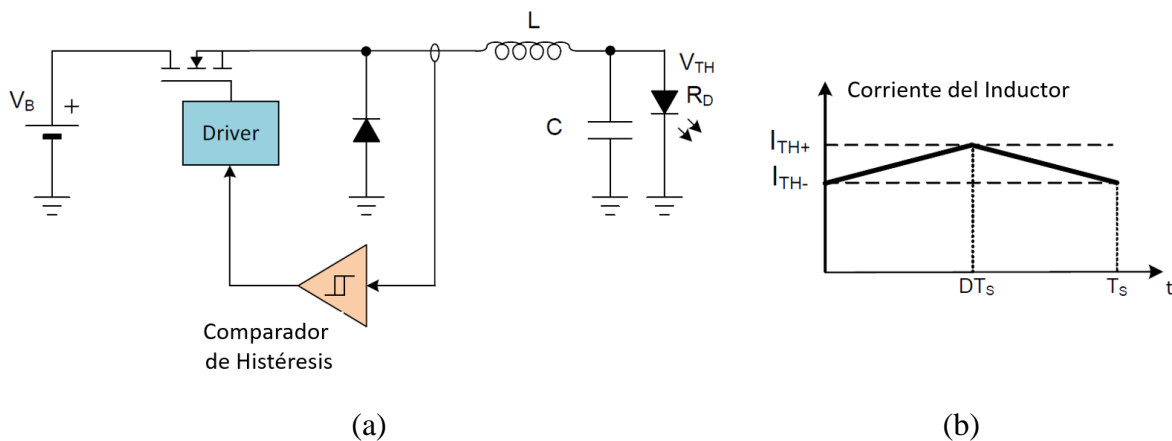 L
V_B +
Driver
C
V_TH
R_D
Comparador
de Histéresis
(a)
Corriente del Inductor
I_TH+
I_TH-
DT_S
T_S
t
(b)